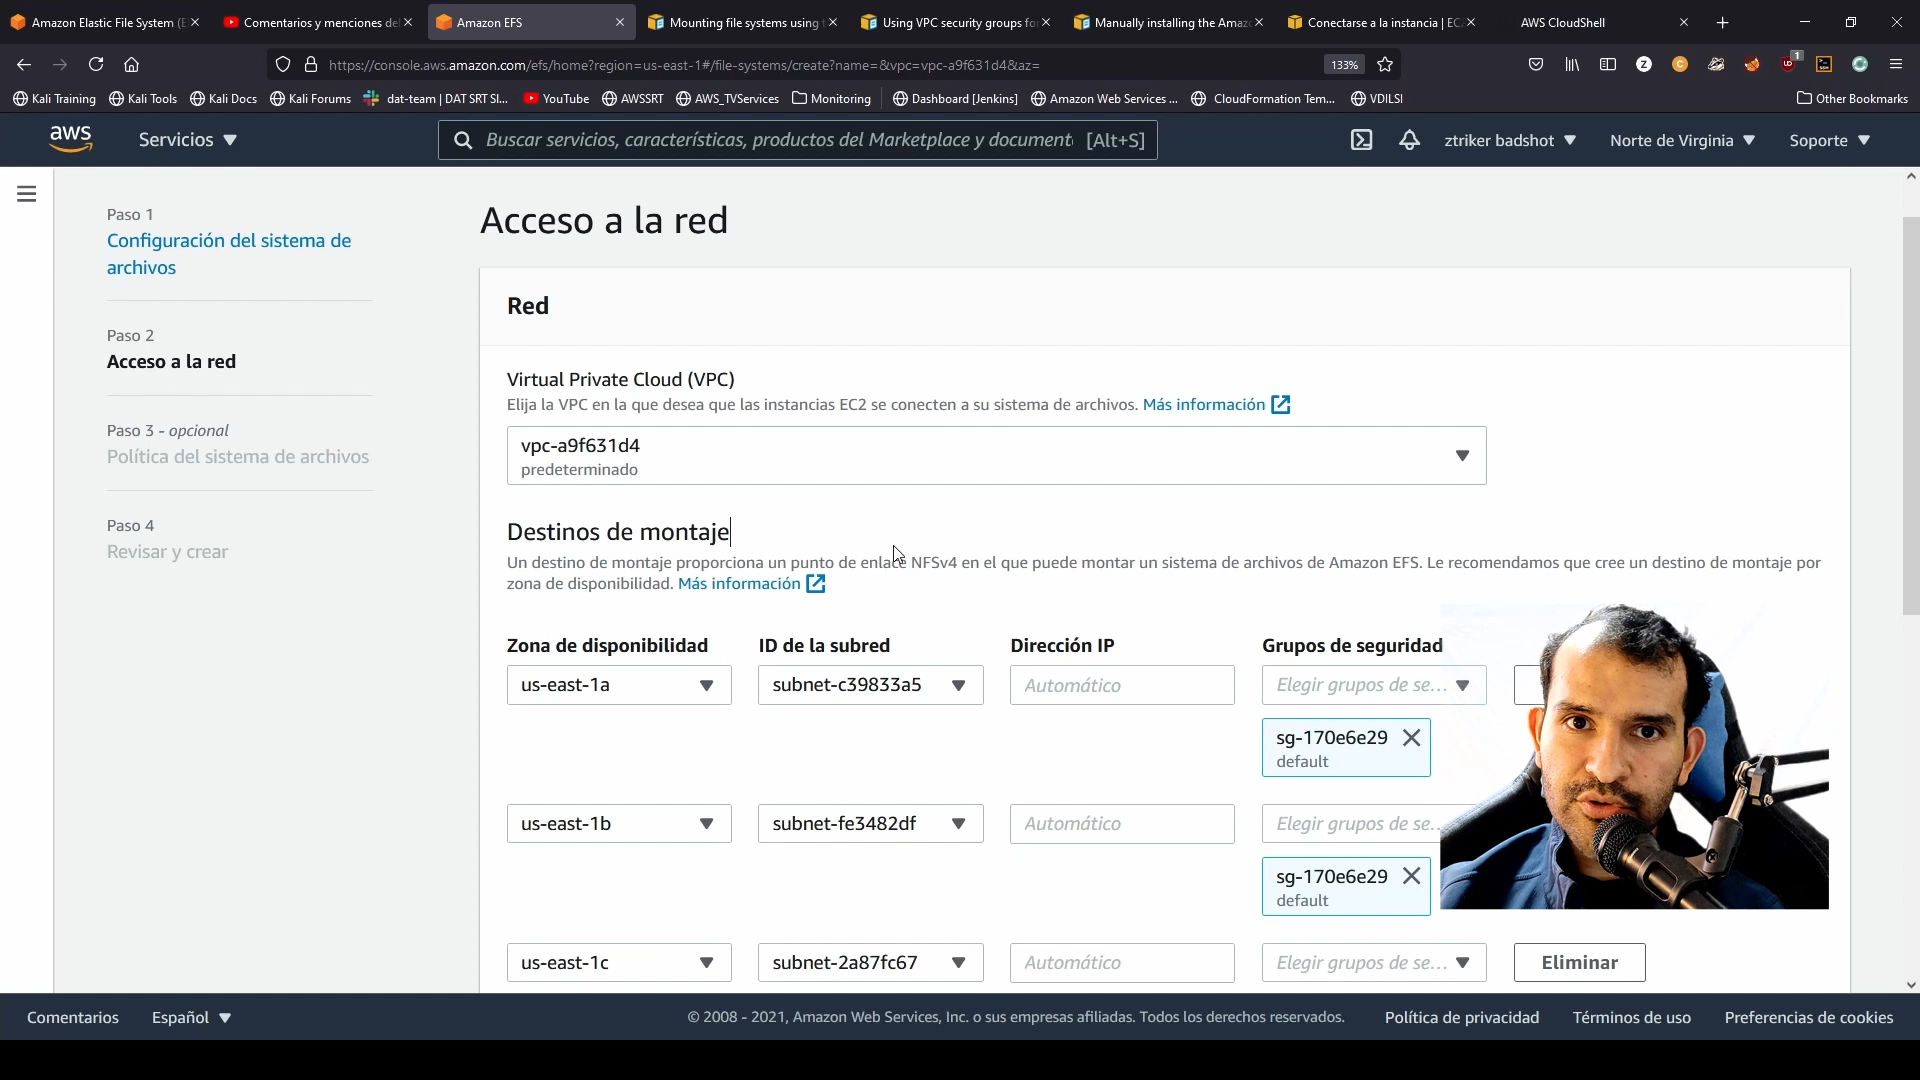 Amazon Elastic File System (E
Comentarios y menciones de
Amazon EFS
Mounting file systems using
Using VPC security groups fo
Manually installing the Amaz
Conectarse a la instancia | EC
AWS CloudShell
https://console.aws.amazon.com/efs/home?region=us-east-1#/file-systems/create?name=&vpc=vpc-a9f631d4&az=
133%
1
Kali Training
Kali Tools
Kali Docs
Kali Forums
dat-team | DAT SRT Sl...
YouTube
AWSSRT
AWS_TVServices
Monitoring
Dashboard [Jenkins]
Amazon Web Services ...
CloudFormation Tem...
VDILSI
Other Bookmarks
aws
Servicios
Buscar servicios, características, productos del Marketplace y document
[Alt+S]
ztriker badshot
Norte de Virginia
Soporte
Paso 1
Configuración del sistema de
archivos
Paso 2
Acceso a la red
Paso 3 - opcional
Política del sistema de archivos
Paso 4
Revisar y crear
Acceso a la red
Red
Virtual Private Cloud (VPC)
Elija la VPC en la que desea que las instancias EC2 se conecten a su sistema de archivos. Más información
vpc-a9f631d4
predeterminado
Destinos de montaje
Un destino de montaje proporciona un punto de enlace NFSv4 en el que puede montar un sistema de archivos de Amazon EFS. Le recomendamos que cree un destino de montaje por
zona de disponibilidad. Más información
Zona de disponibilidad
ID de la subred
Dirección IP
Grupos de seguridad
us-east-1a
subnet-c39833a5
Automático
Elegir grupos de se...
sg-170e6e29
default
us-east-1b
subnet-fe3482df
Automático
Elegir grupos de se..
sg-170e6e29
default
us-east-1c
subnet-2a87fc67
Automático
Elegir grupos de se...
Eliminar
Comentarios
Español
© 2008 - 2021, Amazon Web Services, Inc. o sus empresas afiliadas. Todos los derechos reservados.
Política de privacidad
Términos de uso
Preferencias de cookies